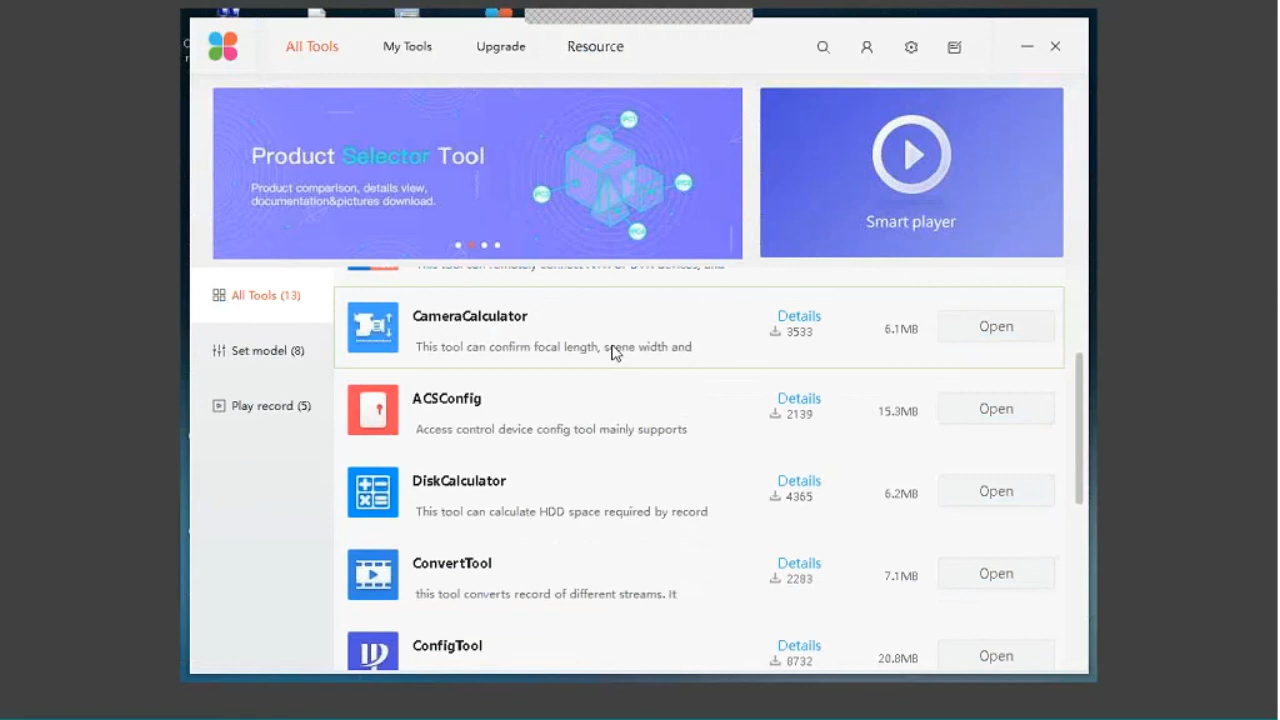 All Tools
My Tools
Upgrade
Resource
Product Selector Tool
Product comparison, details view,
documentation&pictures download.
IPC1
Smart player
All Tools (13)
Set model (8)
Play record (5)
CameraCalculator
Details
3533
6.1MB
Open
This tool can confirm focal length, scene width and
ACSConfig
Details
2139
15.3MB
Open
Access control device config tool mainly supports
DiskCalculator
Details
4365
6.2MB
Open
This tool can calculate HDD space required by record
ConvertTool
Details
2283
7.1MB
Open
this tool converts record of different streams. It
ConfigTool
Details
8732
20.8MB
Open